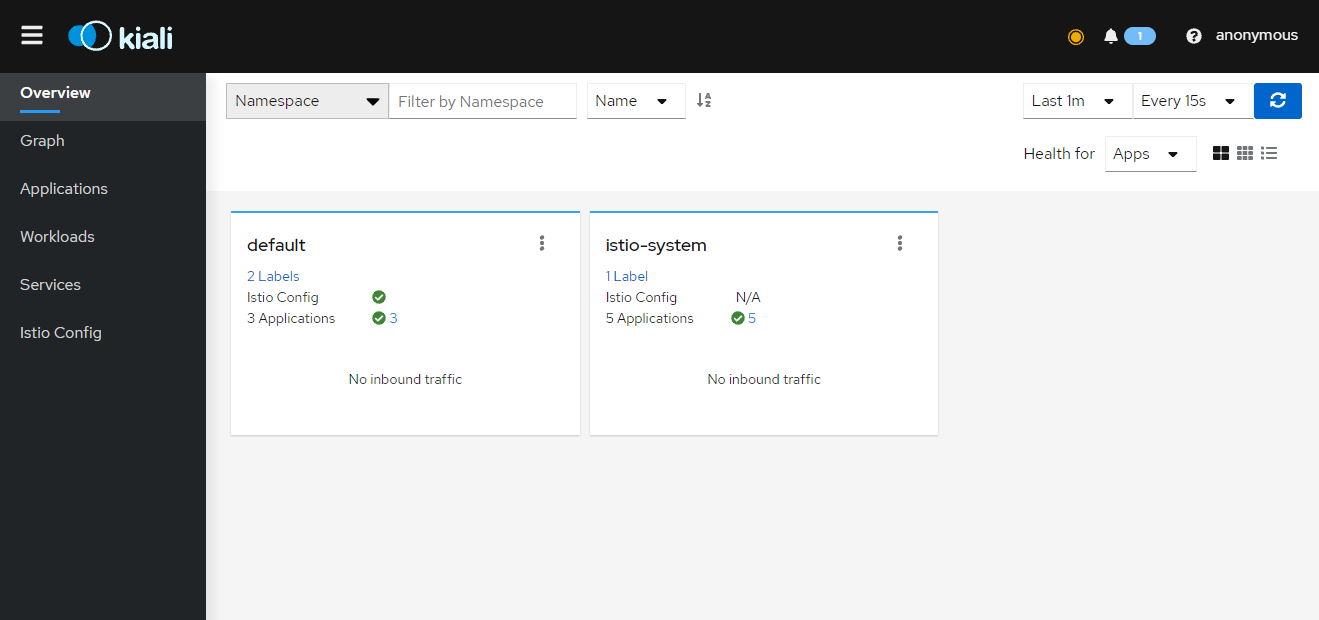 kiali
1
anonymous
Overview
Graph
Applications
Workloads
Services
Istio Config
Namespace
Filter by Namespace
Name
Last 1m
Every 15s
Health for
Apps
default
2 Labels
Istio Config
3 Applications 3
No inbound traffic
istio-system
1 Label
Istio Config N/A
5 Applications 5
No inbound traffic